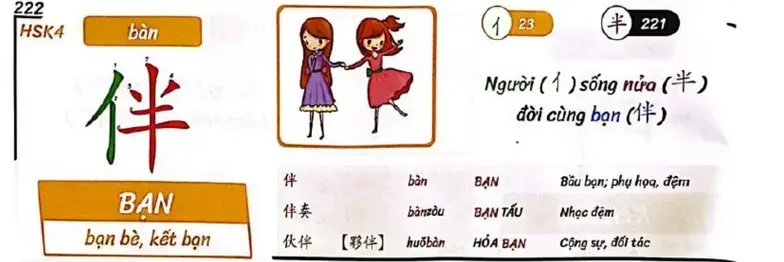 222
HSK4
bàn
伴
BẠN
bạn bè, kết bạn
亻 23
半 221
Người (亻) sống nửa (半)
đời cùng bạn (伴)
伴 bàn BẠN Bầu bạn; phụ họa, đệm
伴奏 bànzòu BẠN TẤU Nhạc đệm
伙伴 【夥伴】 huǒbàn HỎA BẠN Cộng sự, đối tác